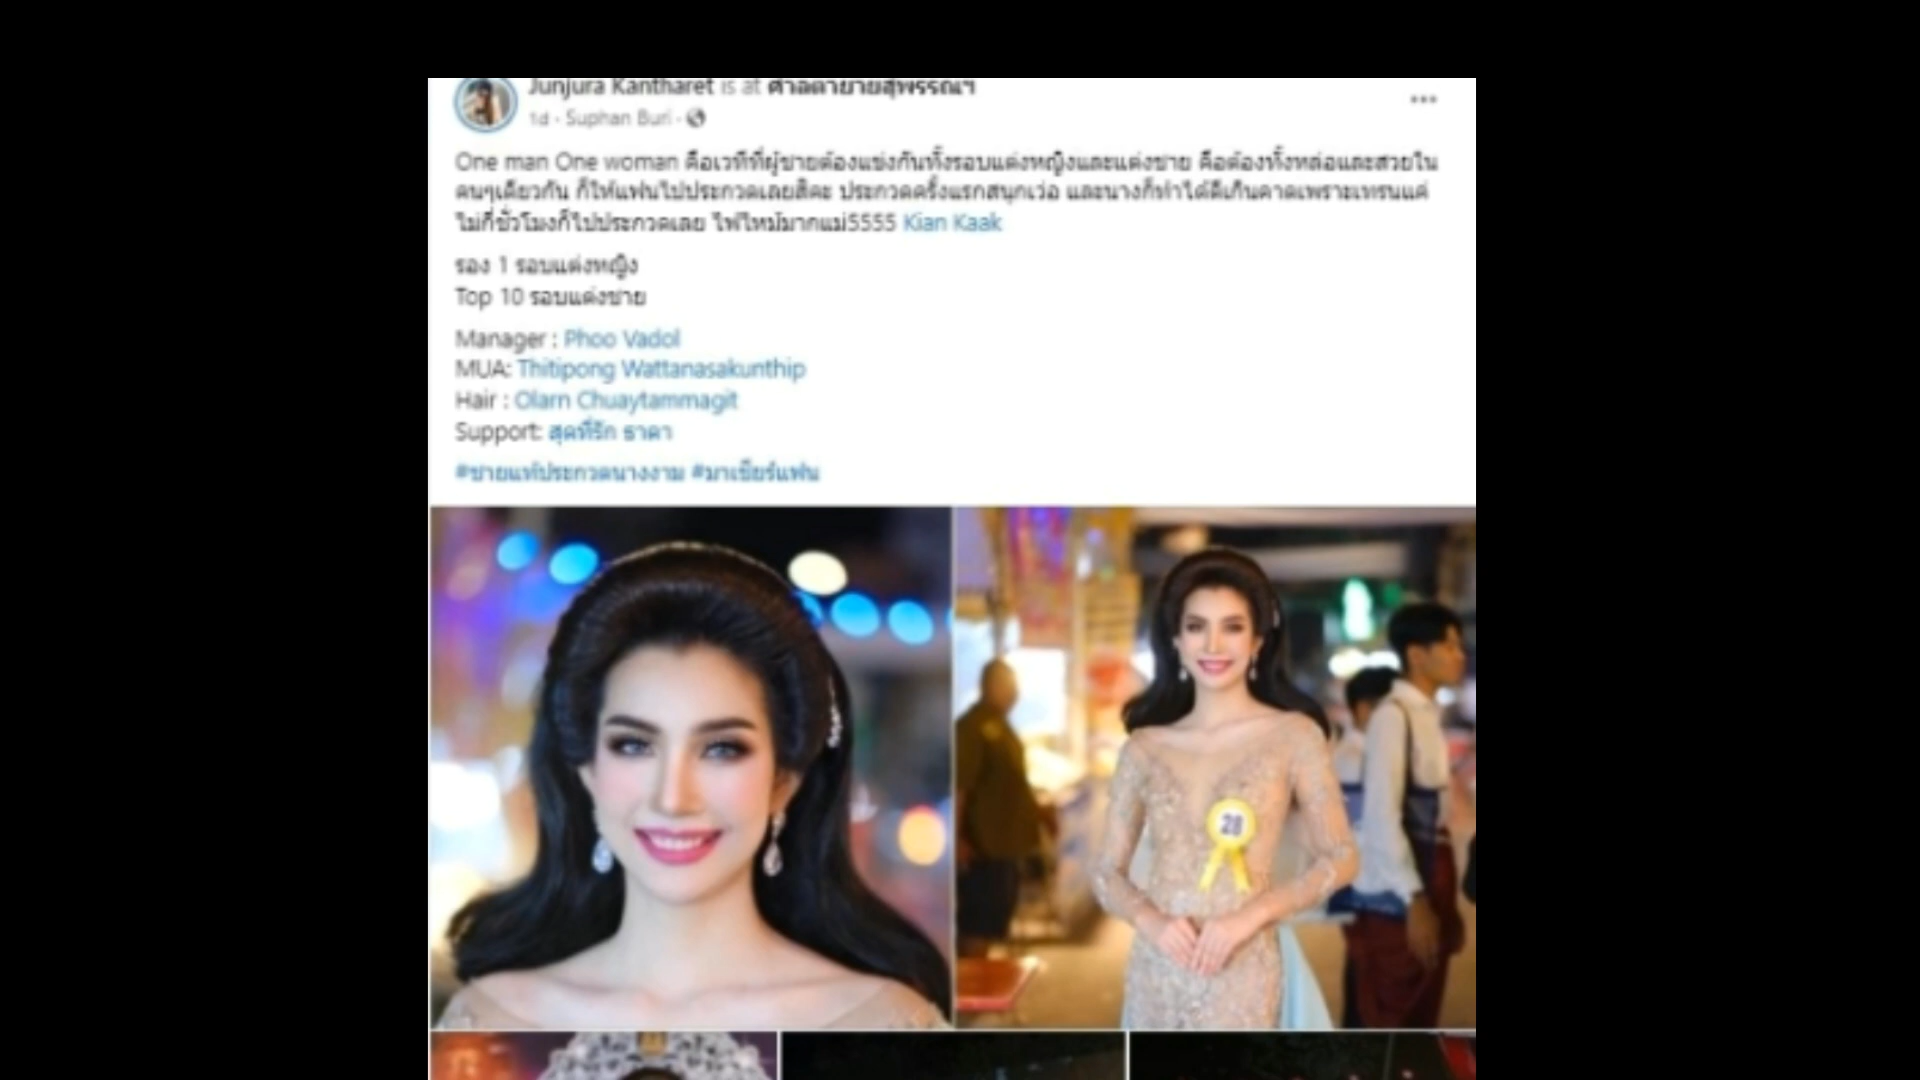 Junjura Kantharet is at ศาลตายายสุพรรณฯ
1d · Suphan Buri ·
One man One woman คือเวทีที่ผู้ชายต้องแข่งกันทั้งรอบแต่งหญิงและแต่งชาย คือต้องทั้งหล่อและสวยใน
คนๆเดียวกัน ก็ให้แฟนไปประกวดเลยสิคะ ประกวดครั้งแรกสนุกเว่อ และนางก็ทำได้ดีเกินคาดเพราะเทรนแค่
ไม่กี่ชั่วโมงก็ไปประกวดเลย ไฟไหม้มากแม่5555 Kian Kaak
รอง 1 รอบแต่งหญิง
Top 10 รอบแต่งชาย
Manager : Phoo Vadol
MUA: Thitipong Wattanasakunthip
Hair : Olarn Chuaytammagit
Support: สุดที่รัก ธาดา
#ชายแท้ประกวดนางงาม #มาเชียร์แฟน
28